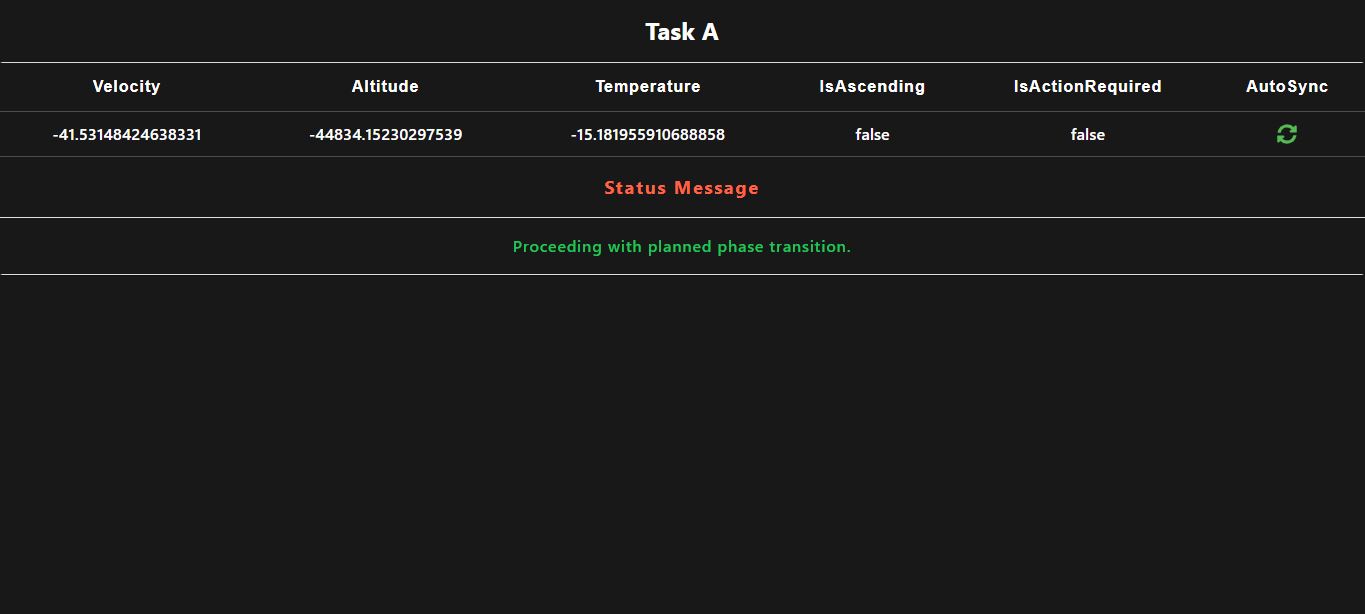 Task A
Velocity Altitude Temperature IsAscending IsActionRequired AutoSync
-41.53148424638331 -44834.15230297539 -15.181955910688858 false false
Status Message
Proceeding with planned phase transition.